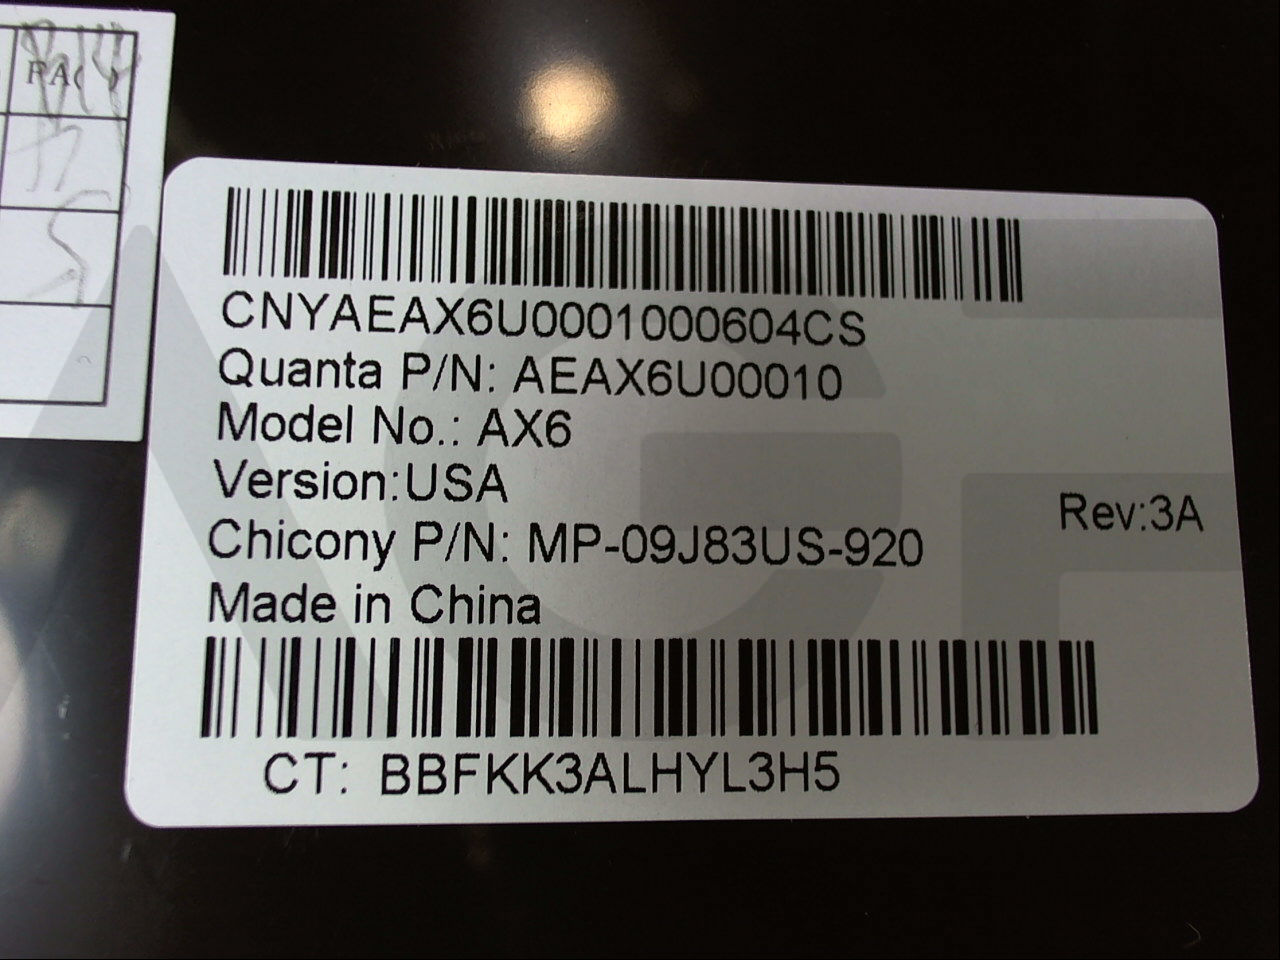 CNYAEAX6U0001000604CS
Quanta P/N: AEAX6U00010
Model No.: AX6
Version:USA
Rev:3A
Chicony P/N: MP-09J83US-920
Made in China
CT: BBFKK3ALHYL3H5